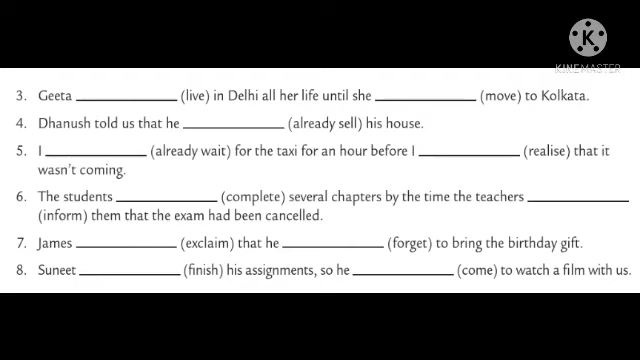 K
KINEMASTER
3. Geeta ____________ (live) in Delhi all her life until she ____________ (move) to Kolkata.
4. Dhanush told us that he ____________ (already sell) his house.
5. I ____________ (already wait) for the taxi for an hour before I ____________ (realise) that it
wasn't coming.
6. The students ____________ (complete) several chapters by the time the teachers ____________
(inform) them that the exam had been cancelled.
7. James ____________ (exclaim) that he ____________ (forget) to bring the birthday gift.
8. Suneet ____________ (finish) his assignments, so he ____________ (come) to watch a film with us.